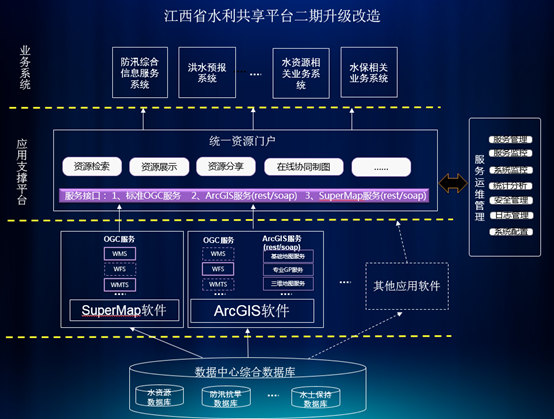 江西省水利共享平台二期升级改造
业务系统
防汛综合
信息服务
系统
洪水预报
系统
....
水资源相
关业务系
统
水保相关
业务系统
应用支撑平台
统一资源门户
资源检索
资源展示
资源分享
在线协同制图
......
服务接口： 1、标准OGC服务 2、ArcGIS服务(rest/soap) 3、SuperMap服务(rest/soap)
服务运维管理
服务管理
服务监控
系统监控
统计分析
安全管理
日志管理
系统配置
OGC服务
WMS
WFS
WMTS
SuperMap软件
OGC服务
WMS
WFS
WMTS
ArcGIS服务
(rest/soap)
基础地图服务
专业GP服务
三维地图服务
ArcGIS软件
....
其他应用软件
数据中心综合数据库
水资源
数据库
防汛抗旱
数据库
....
水土保持
数据库